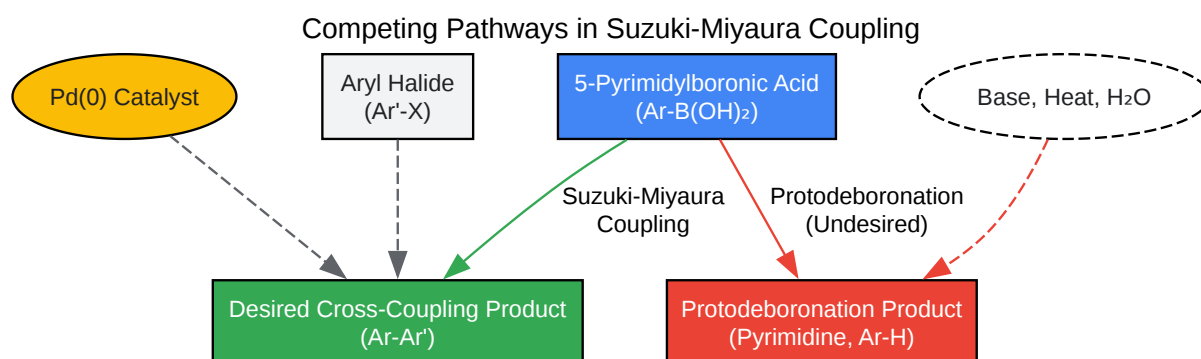 Competing Pathways in Suzuki-Miyaura Coupling
Pd(0) Catalyst
Aryl Halide
(Ar'-X)
5-Pyrimidylboronic Acid
(Ar-B(OH)₂)
Base, Heat, H₂O
Suzuki-Miyaura
Coupling
Protodeboronation
(Undesired)
Desired Cross-Coupling Product
(Ar-Ar')
Protodeboronation Product
(Pyrimidine, Ar-H)